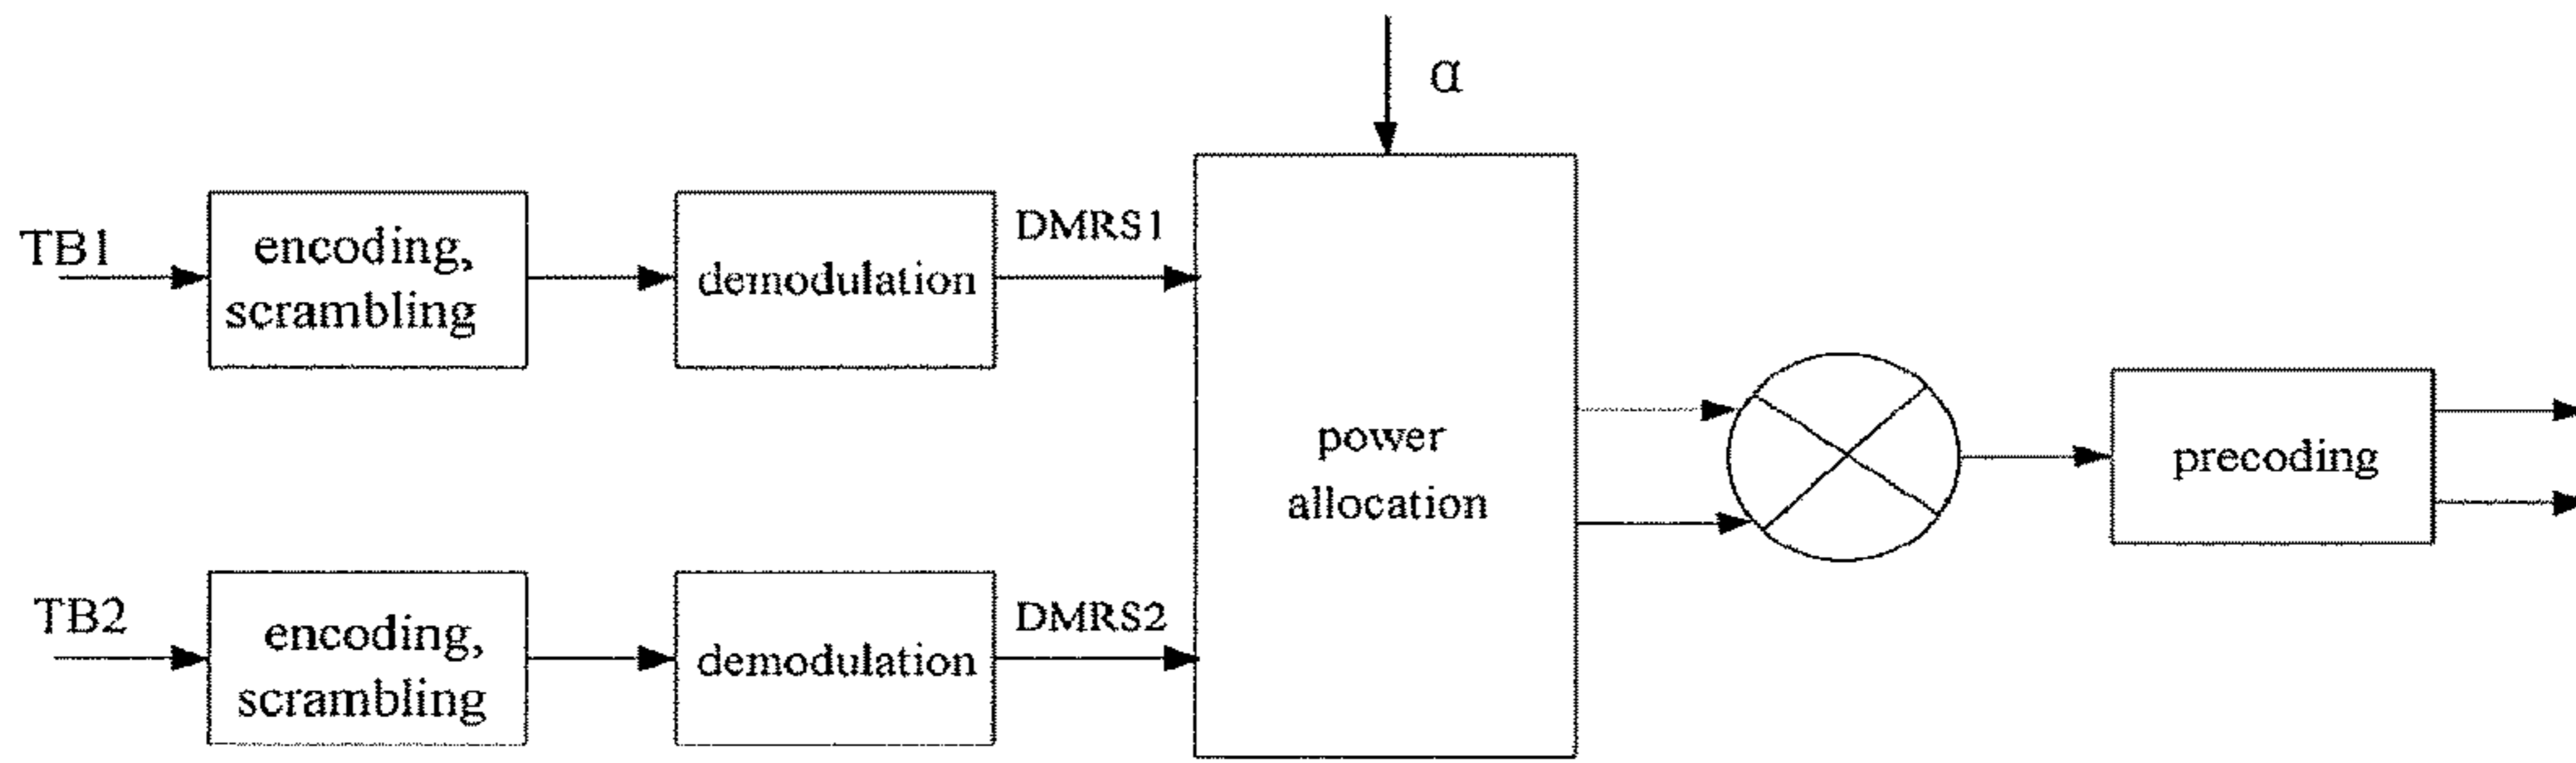 α
TB1
encoding,
scrambling
demodulation
DMRS1
power
allocation
precoding
TB2
encoding,
scrambling
demodulation
DMRS2